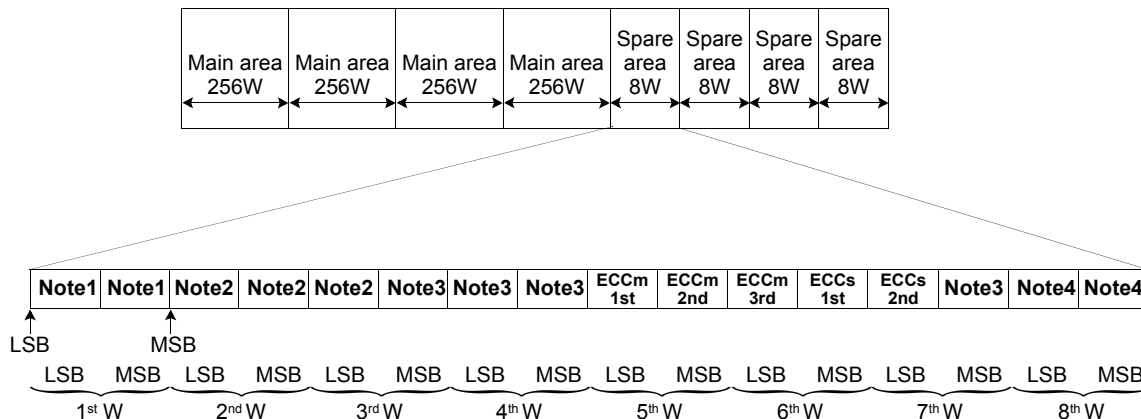 Main area 256W
Main area 256W
Main area 256W
Main area 256W
Spare area 8W
Spare area 8W
Spare area 8W
Spare area 8W
Note1 Note1 Note2 Note2 Note2 Note3 Note3 Note3 ECCm 1st ECCm 2nd ECCm 3rd ECCs 1st ECCs 2nd Note3 Note4 Note4
LSB MSB
LSB MSB LSB MSB LSB MSB LSB MSB LSB MSB LSB MSB LSB MSB LSB MSB
1st W 2nd W 3rd W 4th W 5th W 6th W 7th W 8th W